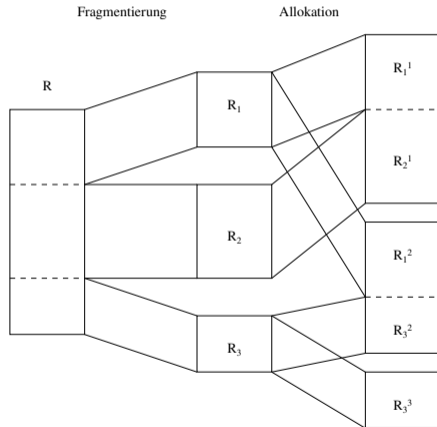 Fragmentierung
Allokation
R
R₁
R₂
R₃
R₁¹
R₂¹
R₁²
R₃²
R₃³